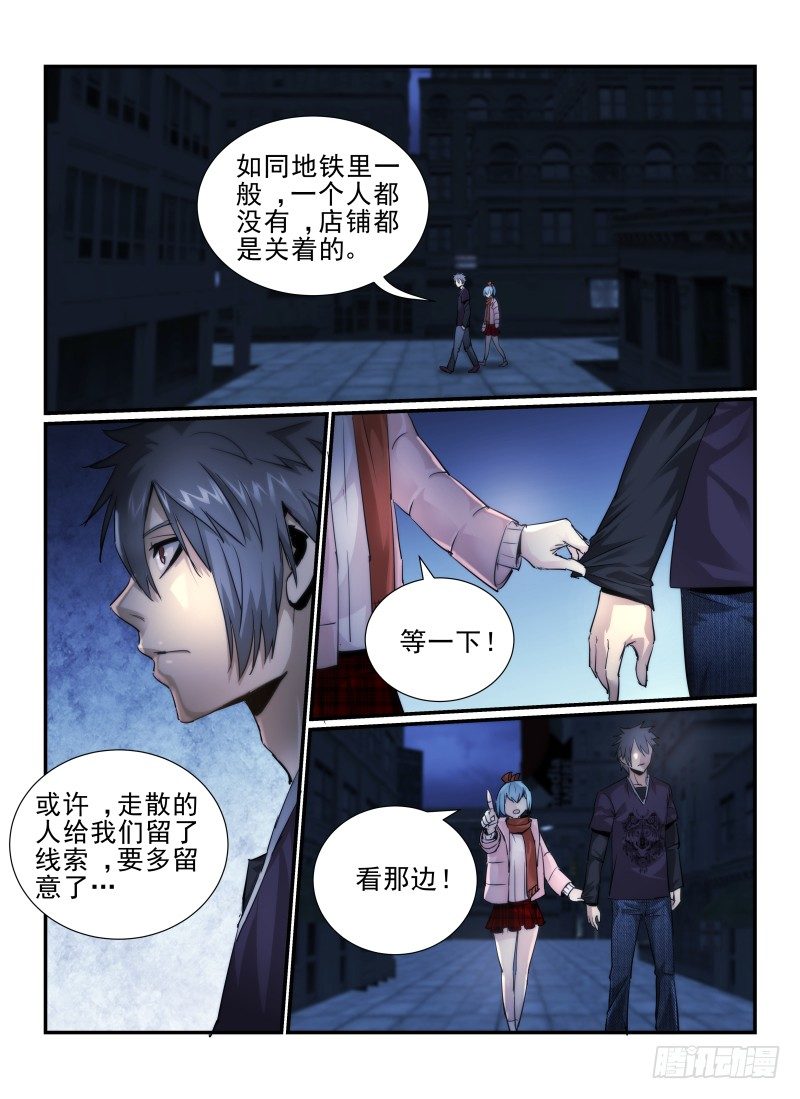 如同地铁里一
般，一个人都
没有，店铺都
是关着的。
或许，走散的
人给我们留了
线索，要多留
意了…
等一下！
看那边！
腾讯动漫